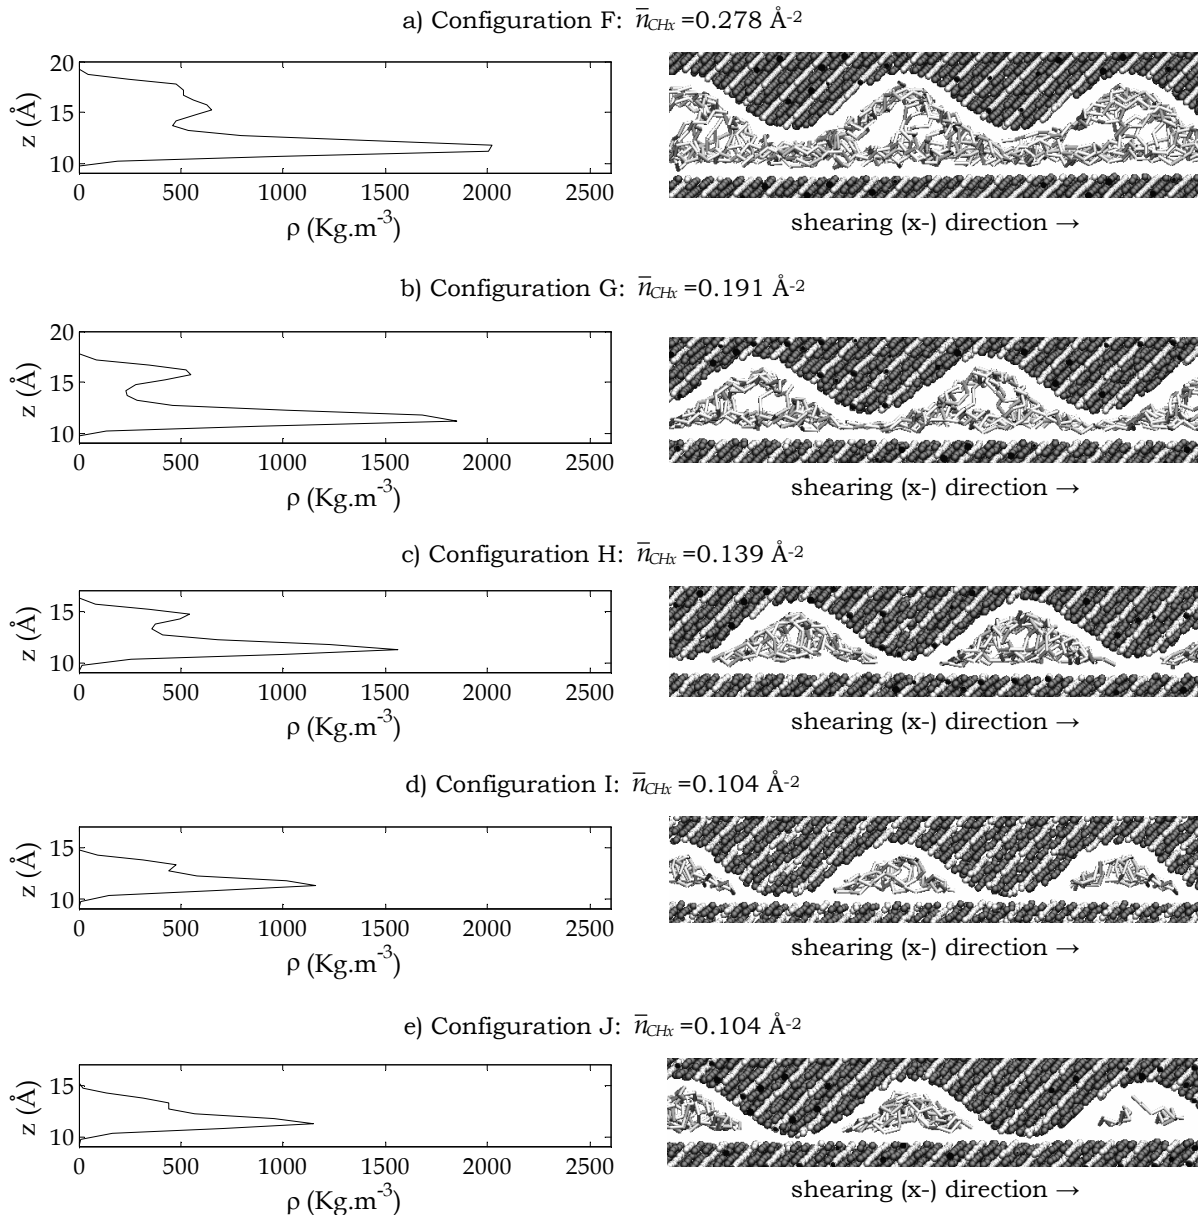 a) Configuration F: n̅CHx =0.278 Å-2
20
15
10
z (Å)
0 500 1000 1500 2000 2500
ρ (Kg.m-3)
shearing (x-) direction →
b) Configuration G: n̅CHx =0.191 Å-2
20
15
10
z (Å)
0 500 1000 1500 2000 2500
ρ (Kg.m-3)
shearing (x-) direction →
c) Configuration H: n̅CHx =0.139 Å-2
15
10
z (Å)
0 500 1000 1500 2000 2500
ρ (Kg.m-3)
shearing (x-) direction →
d) Configuration I: n̅CHx =0.104 Å-2
15
10
z (Å)
0 500 1000 1500 2000 2500
ρ (Kg.m-3)
shearing (x-) direction →
e) Configuration J: n̅CHx =0.104 Å-2
15
10
z (Å)
0 500 1000 1500 2000 2500
ρ (Kg.m-3)
shearing (x-) direction →